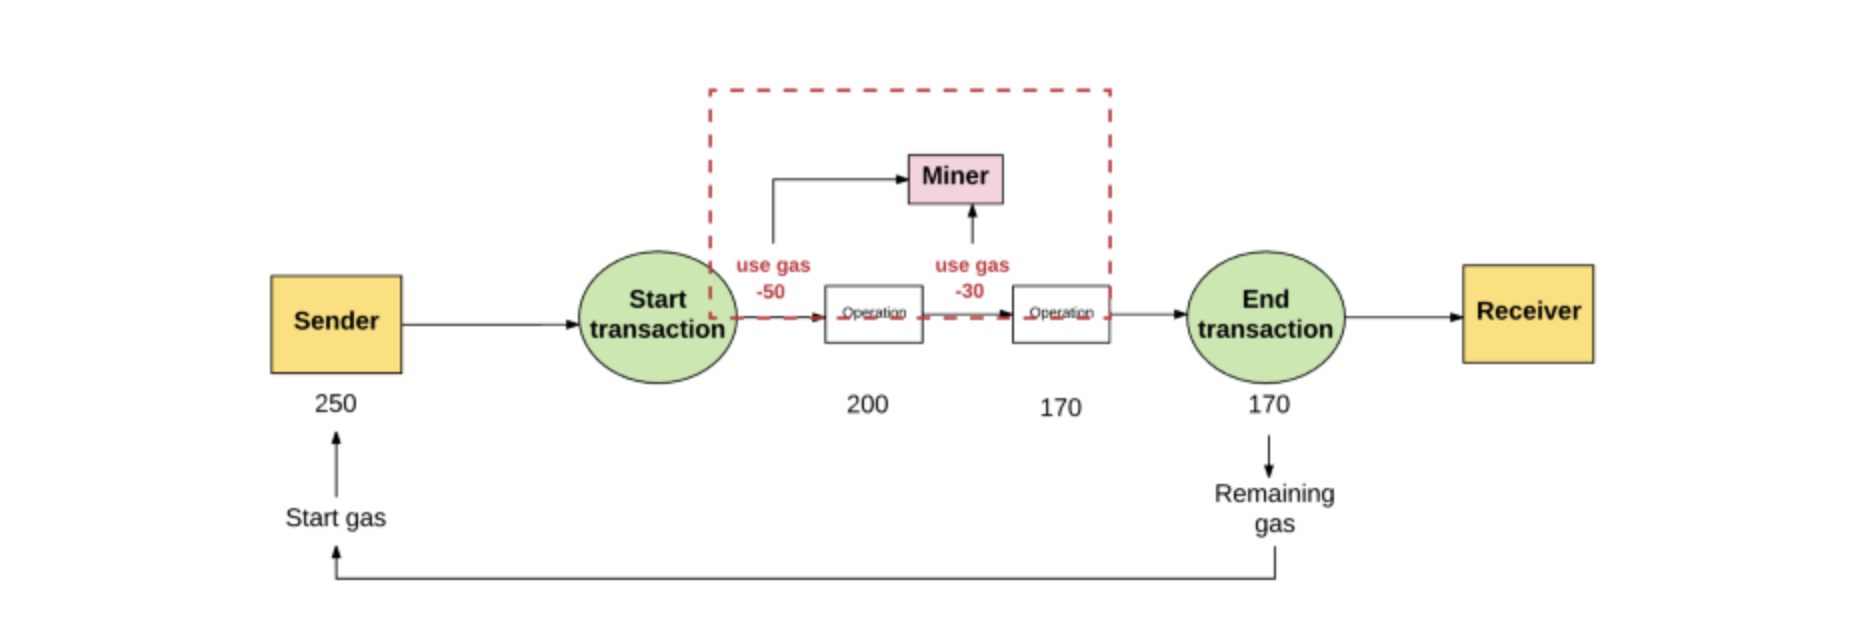 Miner
use gas
-50
use gas
-30
Sender
Start
transaction
Operation
Operation
End
transaction
Receiver
250
200
170
170
Start gas
Remaining
gas